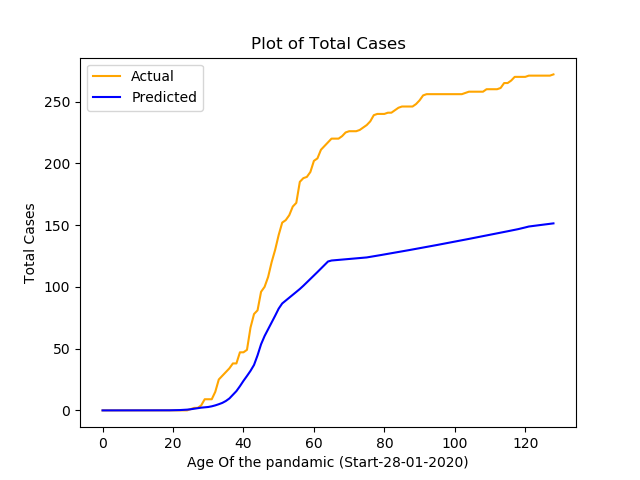 Plot of Total Cases
Actual
Predicted
250
200
150
100
50
0
Total Cases
0 20 40 60 80 100 120
Age Of the pandamic (Start-28-01-2020)